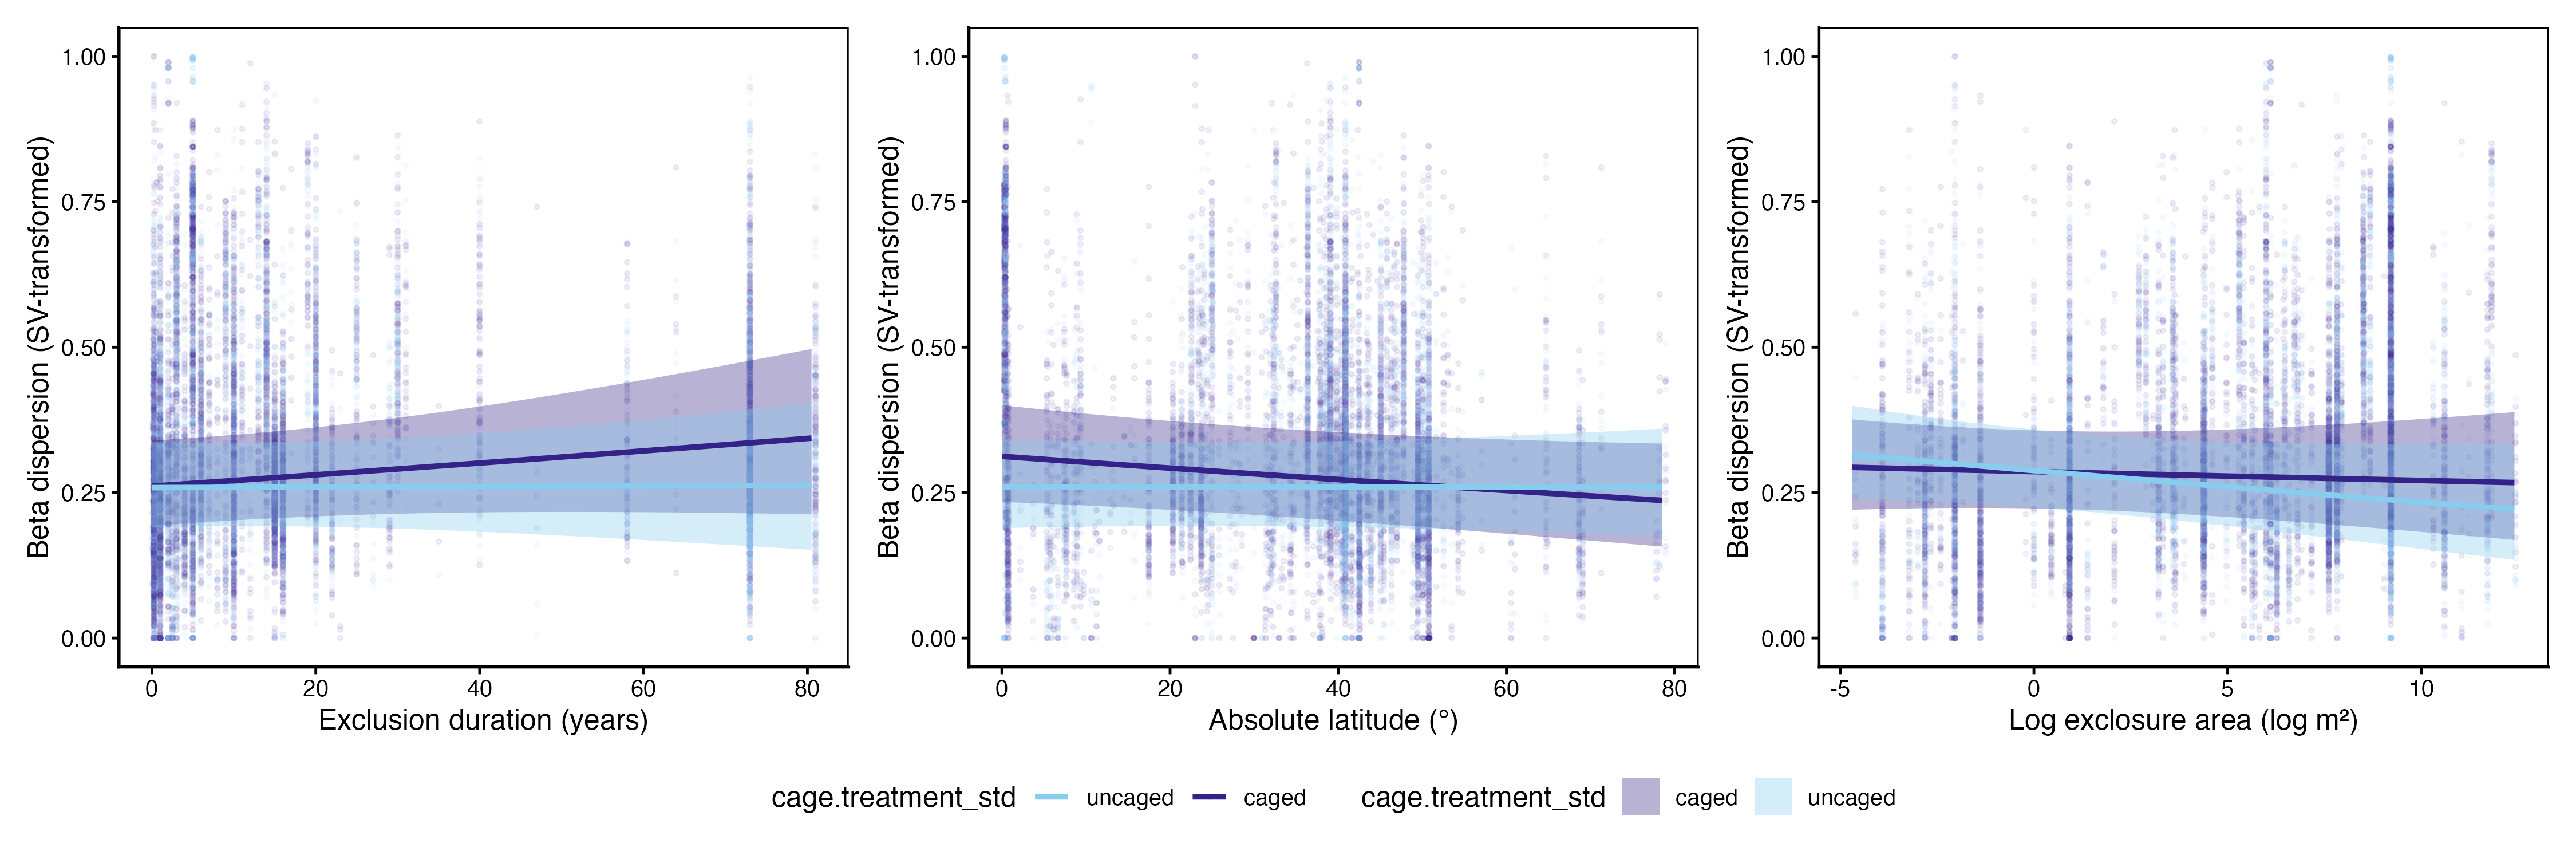 Beta dispersion (SV-transformed)
1.00
0.75
0.50
0.25
0.00
0 20 40 60 80
Exclusion duration (years)
Beta dispersion (SV-transformed)
1.00
0.75
0.50
0.25
0.00
0 20 40 60 80
Absolute latitude (°)
Beta dispersion (SV-transformed)
1.00
0.75
0.50
0.25
0.00
-5 0 5 10
Log exclosure area (log m²)
cage.treatment_std uncaged caged cage.treatment_std caged uncaged